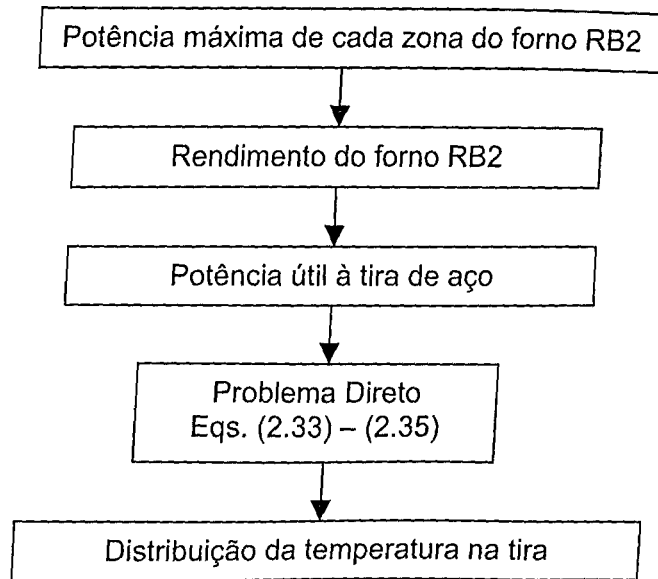 Potência máxima de cada zona do forno RB2
Rendimento do forno RB2
Potência útil à tira de aço
Problema Direto
Eqs. (2.33) – (2.35)
Distribuição da temperatura na tira